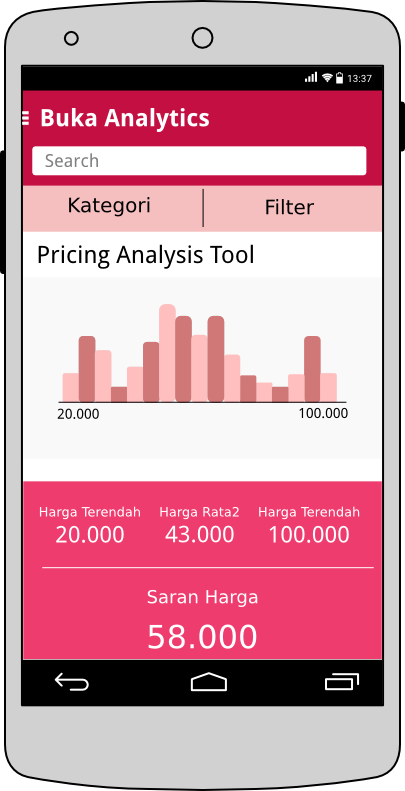 13:37
Buka Analytics
Search
Kategori Filter
Pricing Analysis Tool
20.000 100.000
Harga Terendah Harga Rata2 Harga Terendah
20.000 43.000 100.000
Saran Harga
58.000